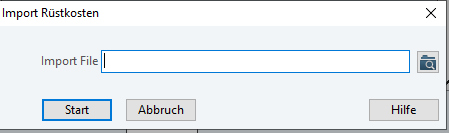 Import Rüstkosten
Import File
Start Abbruch Hilfe